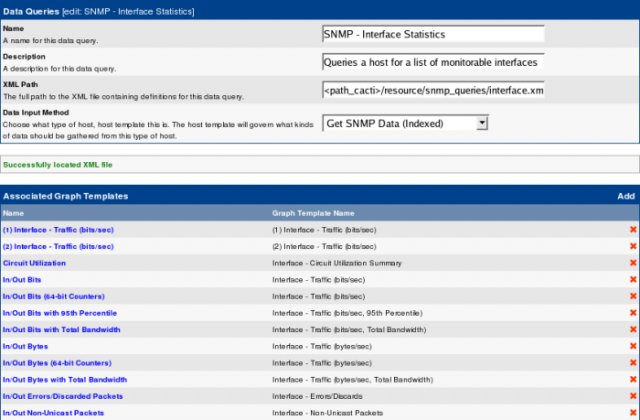 Data Queries [edit: SNMP - Interface Statistics]
Name
A name for this data query.
SNMP - Interface Statistics
Description
A description for this data query.
Queries a host for a list of monitorable interfaces
XML Path
The full path to the XML file containing definitions for this data query.
<path_cacti>/resource/snmp_queries/interface.xm
Data Input Method
Choose what type of host, host template this is. The host template will govern what kinds
of data should be gathered from this type of host.
Get SNMP Data (Indexed)
Successfully located XML file
Associated Graph Templates Add
Name Graph Template Name
(1) Interface - Traffic (bits/sec) (1) Interface - Traffic (bits/sec)
(2) Interface - Traffic (bits/sec) (2) Interface - Traffic (bits/sec)
Circuit Utilization Interface - Circuit Utilization Summary
In/Out Bits Interface - Traffic (bits/sec)
In/Out Bits (64-bit Counters) Interface - Traffic (bits/sec)
In/Out Bits with 95th Percentile Interface - Traffic (bits/sec, 95th Percentile)
In/Out Bits with Total Bandwidth Interface - Traffic (bits/sec, Total Bandwidth)
In/Out Bytes Interface - Traffic (bytes/sec)
In/Out Bytes (64-bit Counters) Interface - Traffic (bytes/sec)
In/Out Bytes with Total Bandwidth Interface - Traffic (bytes/sec, Total Bandwidth)
In/Out Errors/Discarded Packets Interface - Errors/Discards
In/Out Non-Unicast Packets Interface - Non-Unicast Packets